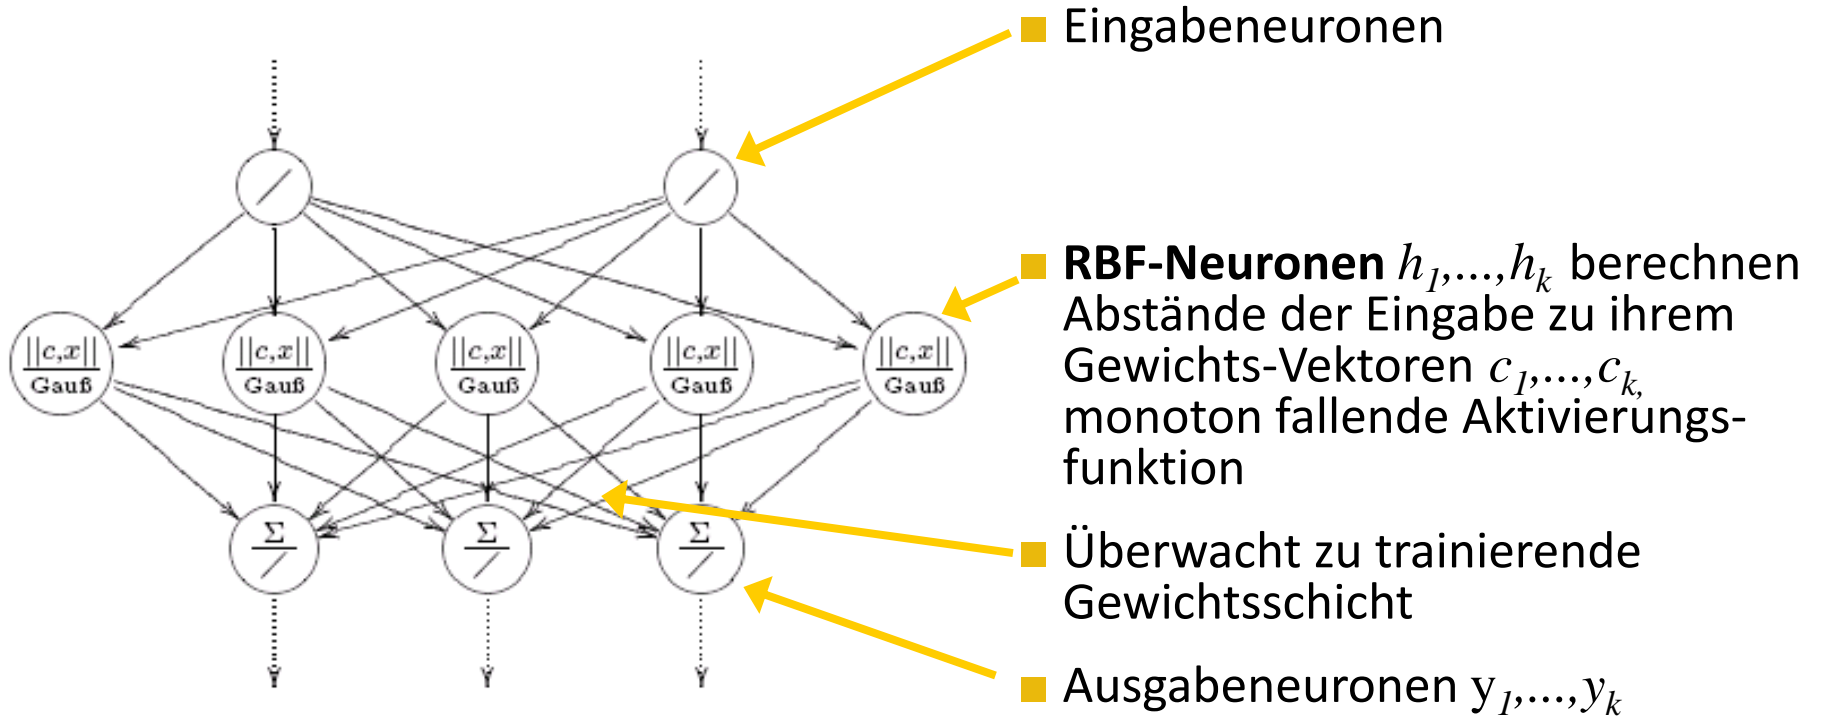 Eingabeneuronen
RBF-Neuronen h1,...,hk berechnen
Abstände der Eingabe zu ihrem
Gewichts-Vektoren c1,...,ck,
monoton fallende Aktivierungs-
funktion
||c,x|| ||c,x|| ||c,x|| ||c,x|| ||c,x||
Gauß Gauß Gauß Gauß Gauß
Σ Σ Σ
Überwacht zu trainierende
Gewichtsschicht
Ausgabeneuronen y1,...,yk